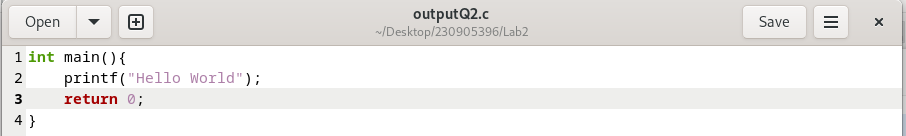 Open
outputQ2.c
~/Desktop/230905396/Lab2
Save
1 int main(){
2     printf("Hello World");
3     return 0;
4 }